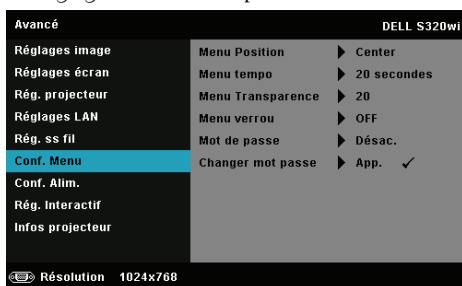 Avancé DELL S320wi
Réglages image Menu Position Center
Réglages écran Menu tempo 20 secondes
Rég. projecteur Menu Transparence 20
Réglages LAN Menu verrou OFF
Rég. ss fil Mot de passe Désac.
Conf. Menu Changer mot passe App. ✓
Conf. Alim.
Rég. Interactif
Infos projecteur
Résolution 1024x768